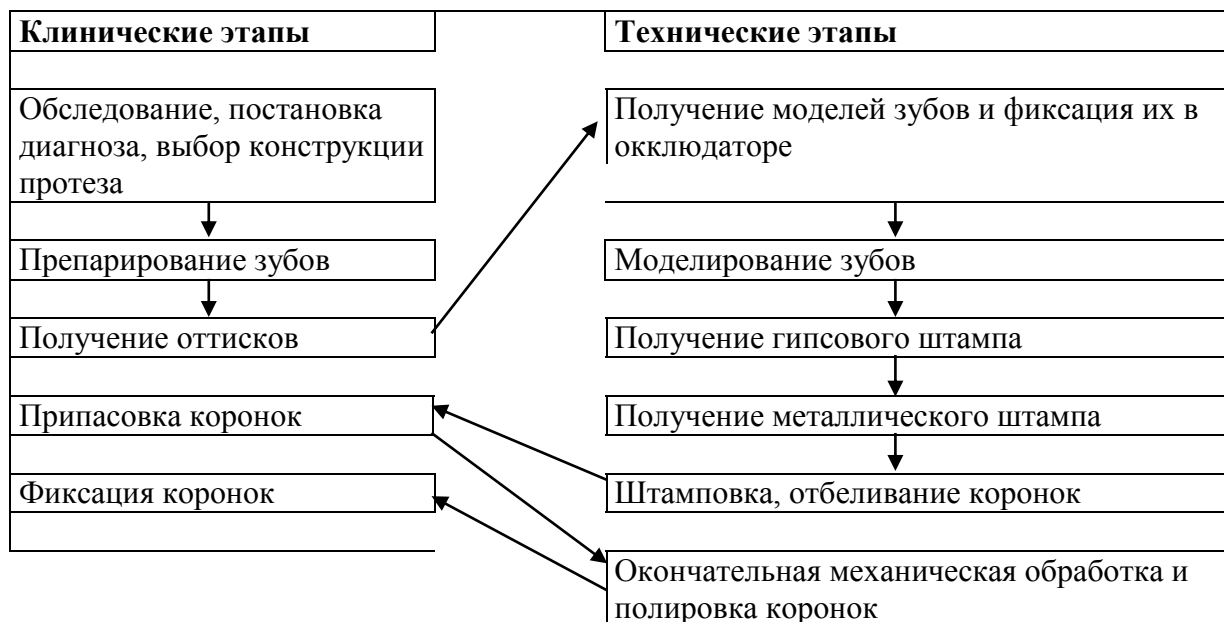 Клинические этапы
Технические этапы
Обследование, постановка
диагноза, выбор конструкции
протеза
Получение моделей зубов и фиксация их в
окклюдаторе
Препарирование зубов
Моделирование зубов
Получение оттисков
Получение гипсового штампа
Припасовка коронок
Получение металлического штампа
Фиксация коронок
Штамповка, отбеливание коронок
Окончательная механическая обработка и
полировка коронок